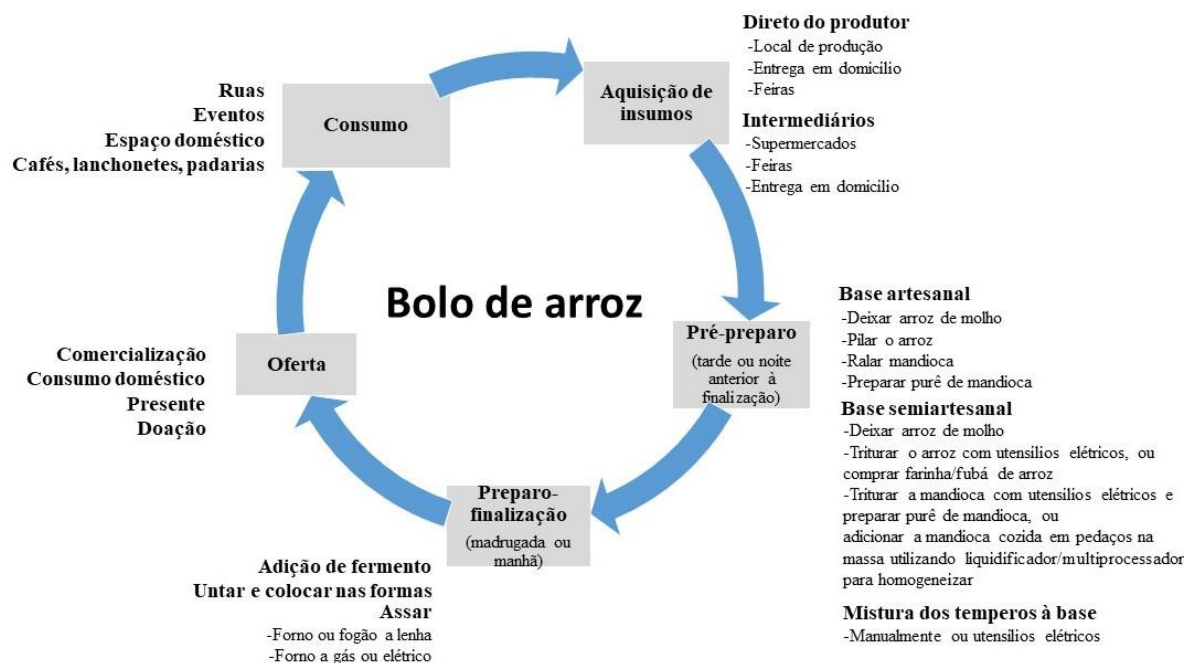 Bolo de arroz
Aquisição de
insumos
Direto do produtor
-Local de produção
-Entrega em domicílio
-Feiras
Intermediários
-Supermercados
-Feiras
-Entrega em domicílio
Pré-preparo
(tarde ou noite
anterior à
finalização)
Base artesanal
-Deixar arroz de molho
-Pilar o arroz
-Ralar mandioca
-Preparar purê de mandioca
Base semiartesanal
-Deixar arroz de molho
-Triturar o arroz com utensílios elétricos, ou
comprar farinha/fubá de arroz
-Triturar a mandioca com utensílios elétricos e
preparar purê de mandioca, ou
adicionar a mandioca cozida em pedaços na
massa utilizando liquidificador/multiprocessador
para homogeneizar
Mistura dos temperos à base
-Manualmente ou utensílios elétricos
Preparo-
finalização
(madrugada ou
manhã)
Adição de fermento
Untar e colocar nas formas
Assar
-Forno ou fogão a lenha
-Forno a gás ou elétrico
Oferta
Comercialização
Consumo doméstico
Presente
Doação
Consumo
Ruas
Eventos
Espaço doméstico
Cafés, lanchonetes, padarias